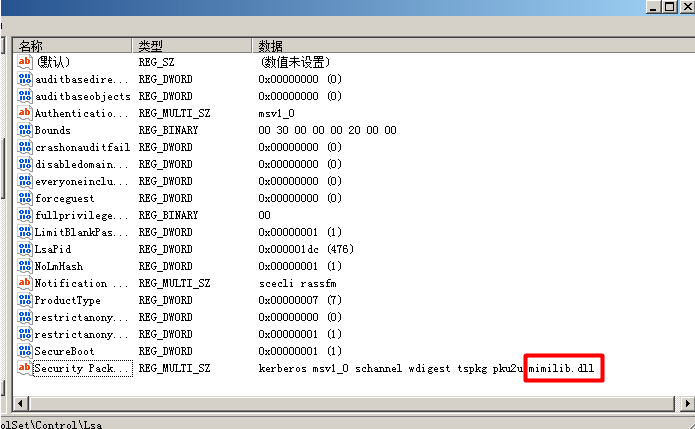 名称 类型 数据
(默认) REG_SZ (数值未设置)
auditbasedire... REG_DWORD 0x00000000 (0)
auditbaseobjects REG_DWORD 0x00000000 (0)
Authenticatio... REG_MULTI_SZ msv1_0
Bounds REG_BINARY 00 30 00 00 00 20 00 00
crashonauditfail REG_DWORD 0x00000000 (0)
disabledomain... REG_DWORD 0x00000000 (0)
everyoneinclu... REG_DWORD 0x00000000 (0)
forceguest REG_DWORD 0x00000000 (0)
fullprivilege... REG_BINARY 00
LimitBlankPas... REG_DWORD 0x00000001 (1)
LsaPid REG_DWORD 0x000001dc (476)
NoLmHash REG_DWORD 0x00000001 (1)
Notification ... REG_MULTI_SZ scecli rassfm
ProductType REG_DWORD 0x00000007 (7)
restrictanony... REG_DWORD 0x00000000 (0)
restrictanony... REG_DWORD 0x00000001 (1)
SecureBoot REG_DWORD 0x00000001 (1)
Security Pack... REG_MULTI_SZ kerberos msv1_0 schannel wdigest tspkg pku2u mimilib.dll
olSet\Control\Lsa